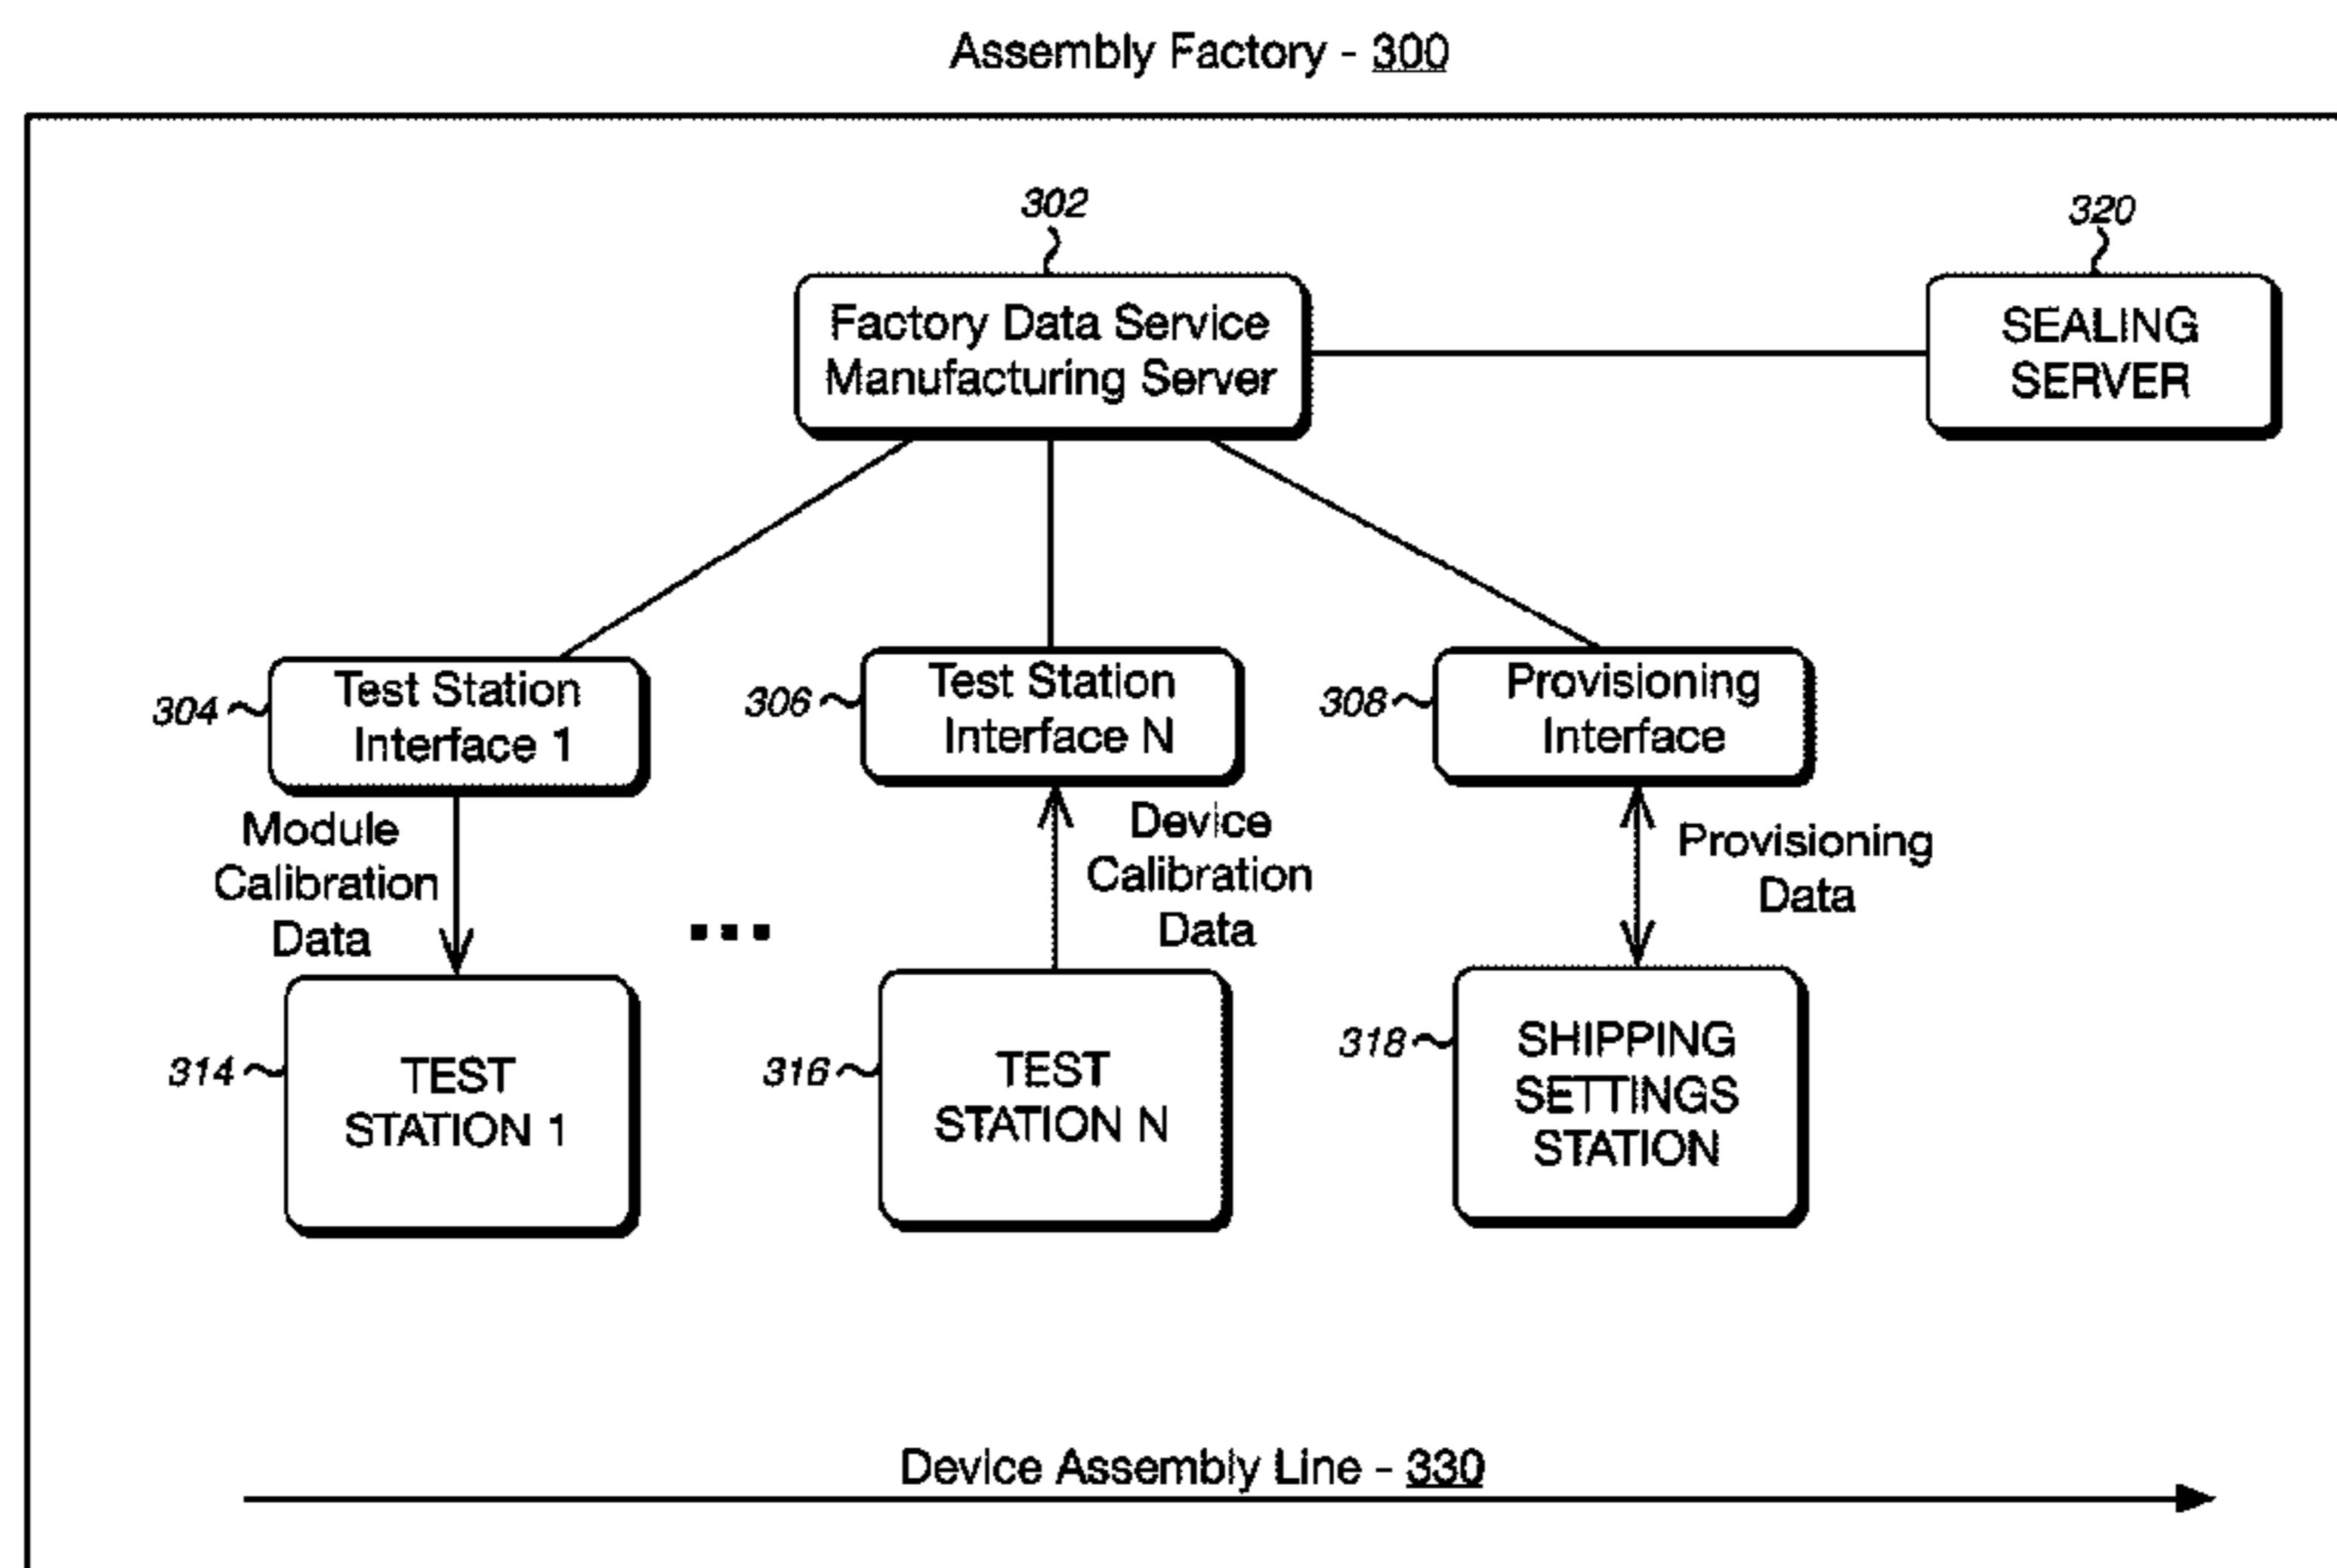 Assembly Factory - 300
302
320
Factory Data Service
Manufacturing Server
SEALING
SERVER
304
Test Station
Interface 1
306
Test Station
Interface N
308
Provisioning
Interface
Module
Calibration
Data
Device
Calibration
Data
Provisioning
Data
...
314
TEST
STATION 1
316
TEST
STATION N
318
SHIPPING
SETTINGS
STATION
Device Assembly Line - 330